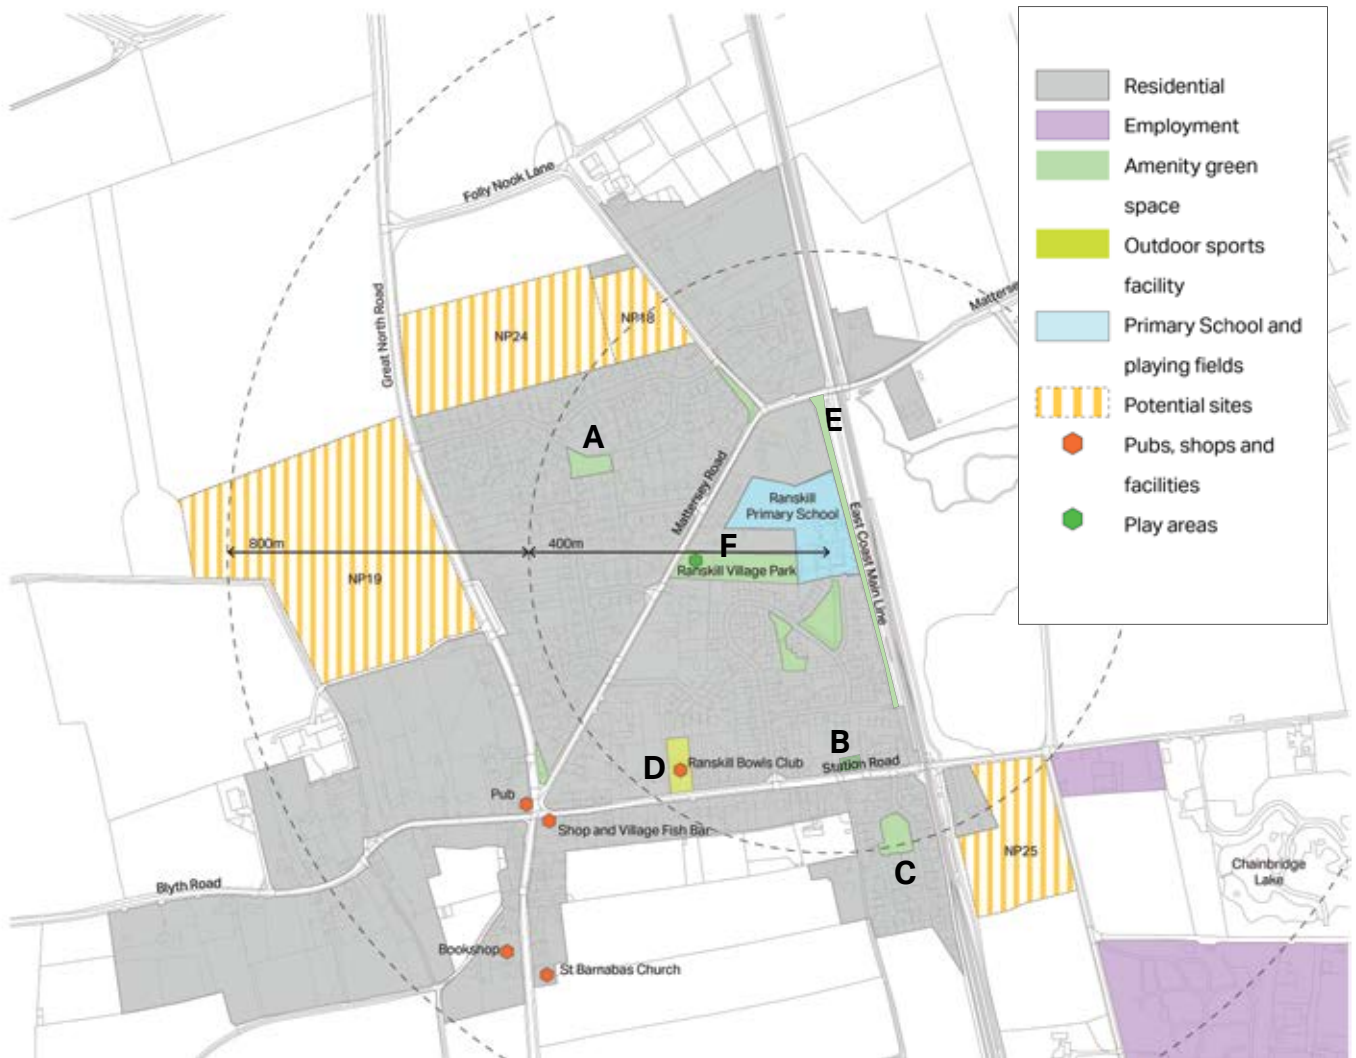 Residential
Employment
Amenity green
space
Outdoor sports
facility
Primary School and
playing fields
Potential sites
Pubs, shops and
facilities
Play areas
Folly Nook Lane
Great North Road
NP24
NP18
Matterse
A
E
Mattersey Road
Ranskill
Primary School
East Coast Main Line
800m
400m
F
Ranskill Village Park
NP19
B
D
Ranskill Bowls Club
Station Road
Pub
Shop and Village Fish Bar
C
NP25
Chainbridge
Lake
Blyth Road
Bookshop
St Barnabas Church